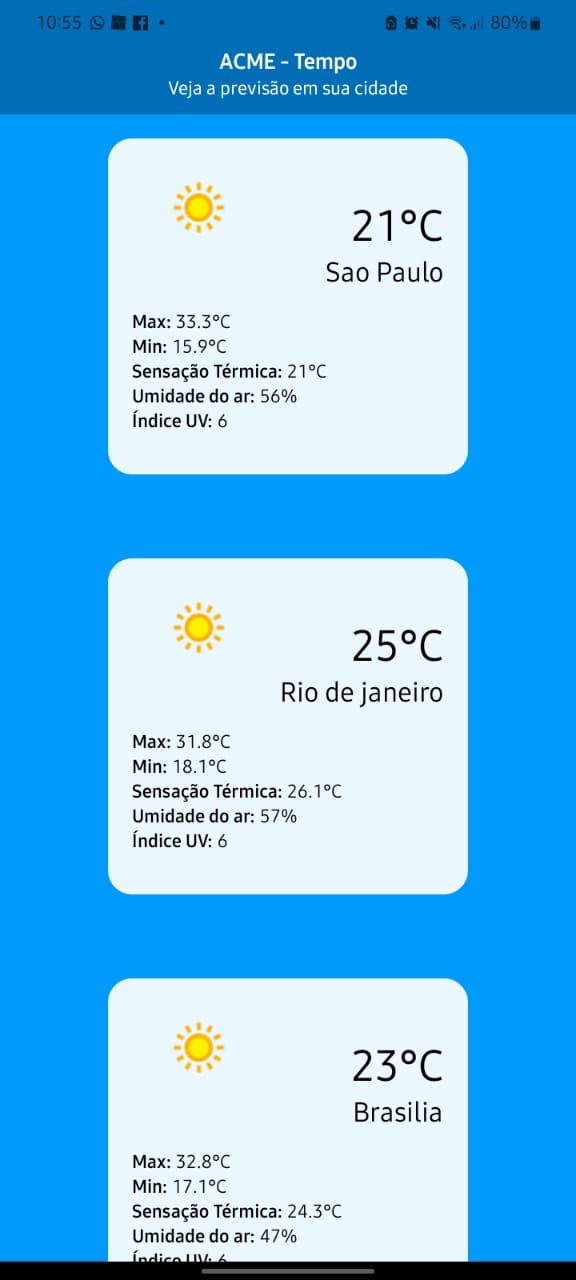 10:55 80%
ACME - Tempo
Veja a previsão em sua cidade
21°C
Sao Paulo
Max: 33.3°C
Min: 15.9°C
Sensação Térmica: 21°C
Umidade do ar: 56%
Índice UV: 6
25°C
Rio de janeiro
Max: 31.8°C
Min: 18.1°C
Sensação Térmica: 26.1°C
Umidade do ar: 57%
Índice UV: 6
23°C
Brasilia
Max: 32.8°C
Min: 17.1°C
Sensação Térmica: 24.3°C
Umidade do ar: 47%
Índice UV: 6